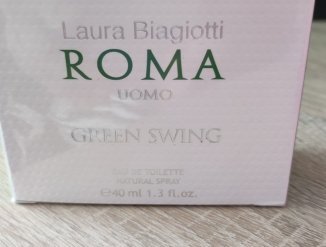 Laura Biagiotti
ROMA
UOMO
GREEN SWING
EAU DE TOILETTE
NATURAL SPRAY
℮40 ml 1.3 fl.oz.